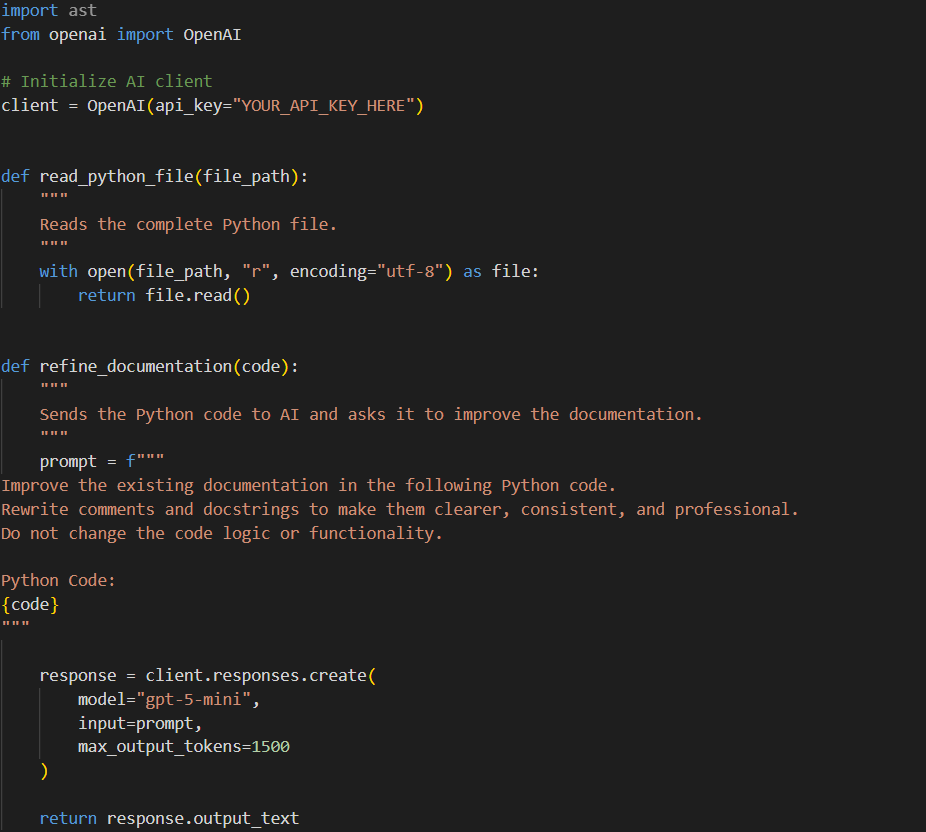 import ast
from openai import OpenAI

# Initialize AI client
client = OpenAI(api_key="YOUR_API_KEY_HERE")


def read_python_file(file_path):
    """
    Reads the complete Python file.
    """
    with open(file_path, "r", encoding="utf-8") as file:
        return file.read()


def refine_documentation(code):
    """
    Sends the Python code to AI and asks it to improve the documentation.
    """
    prompt = f"""
Improve the existing documentation in the following Python code.
Rewrite comments and docstrings to make them clearer, consistent, and professional.
Do not change the code logic or functionality.

Python Code:
{code}
"""

    response = client.responses.create(
        model="gpt-5-mini",
        input=prompt,
        max_output_tokens=1500
    )

    return response.output_text